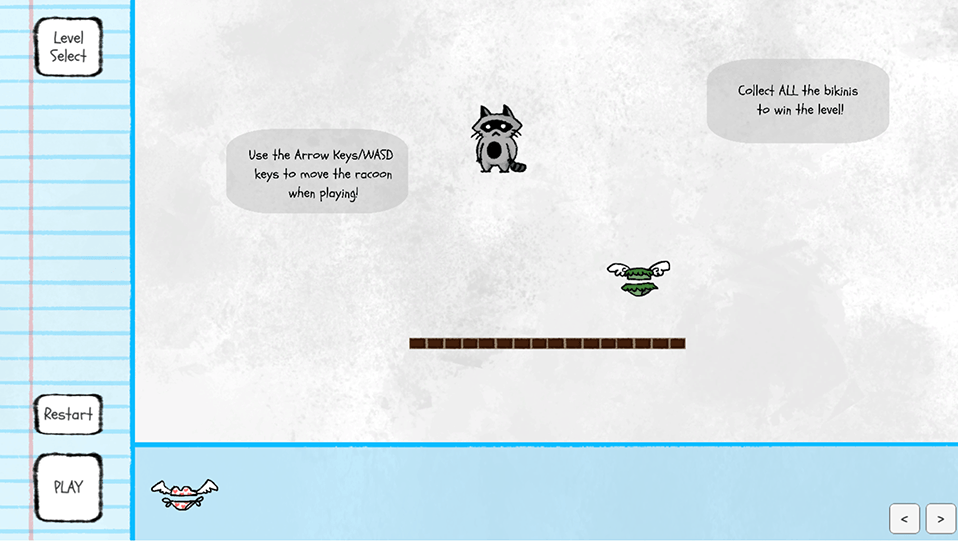 Level
Select
Use the Arrow Keys/WASD
keys to move the racoon
when playing!
Collect ALL the bikinis
to win the level!
Restart
PLAY
< >